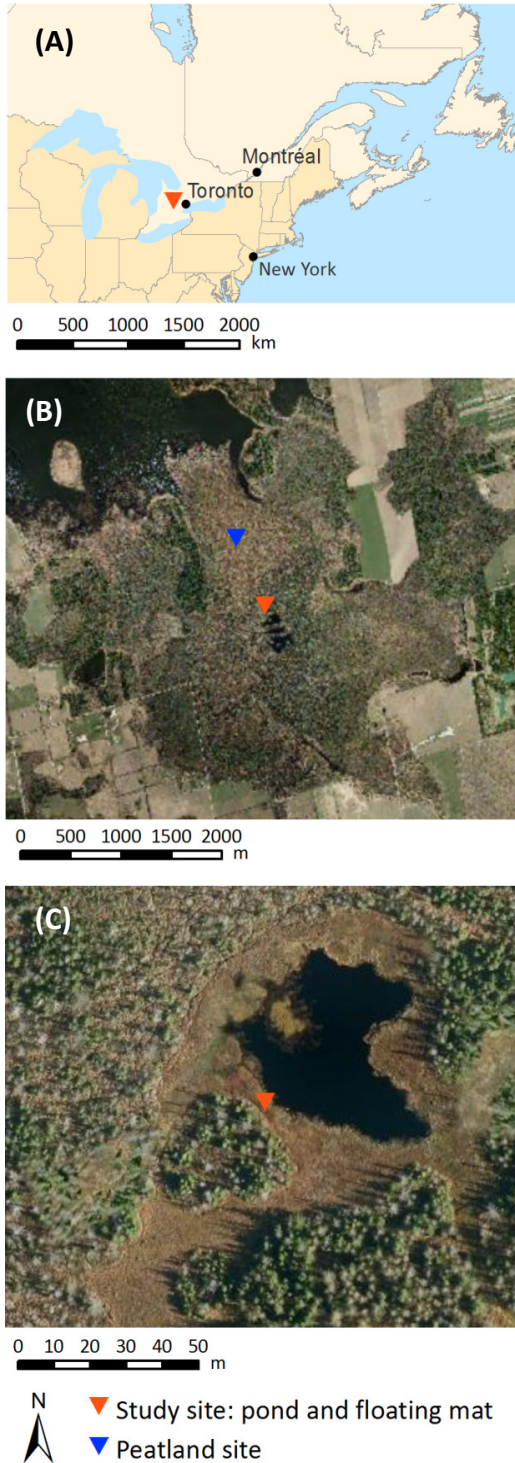 (A)
Montréal
Toronto
New York
0 500 1000 1500 2000
km
(B)
0 500 1000 1500 2000
m
(C)
0 10 20 30 40 50
m
N
Study site: pond and floating mat
Peatland site